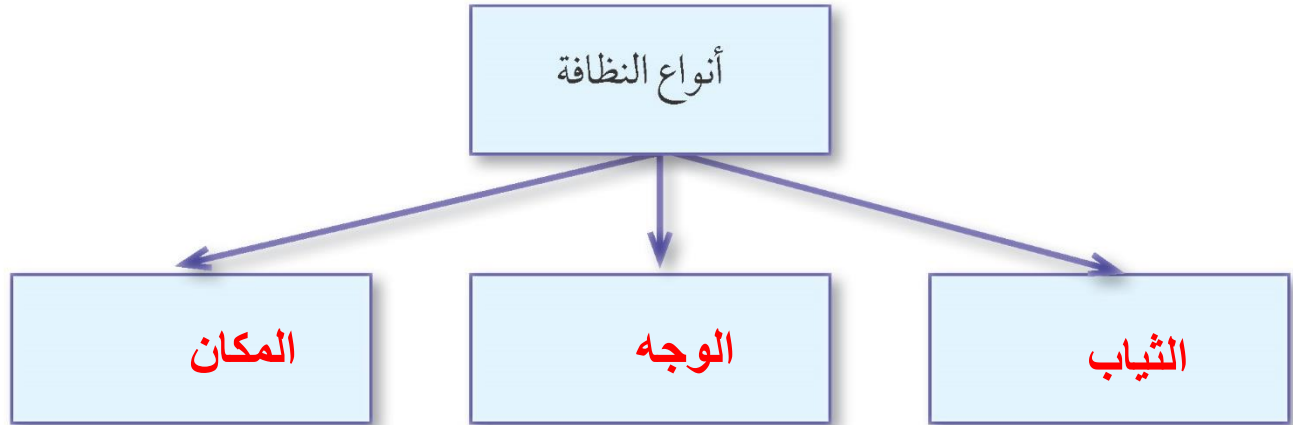 أنواع النظافة
الثياب
الوجه
المكان